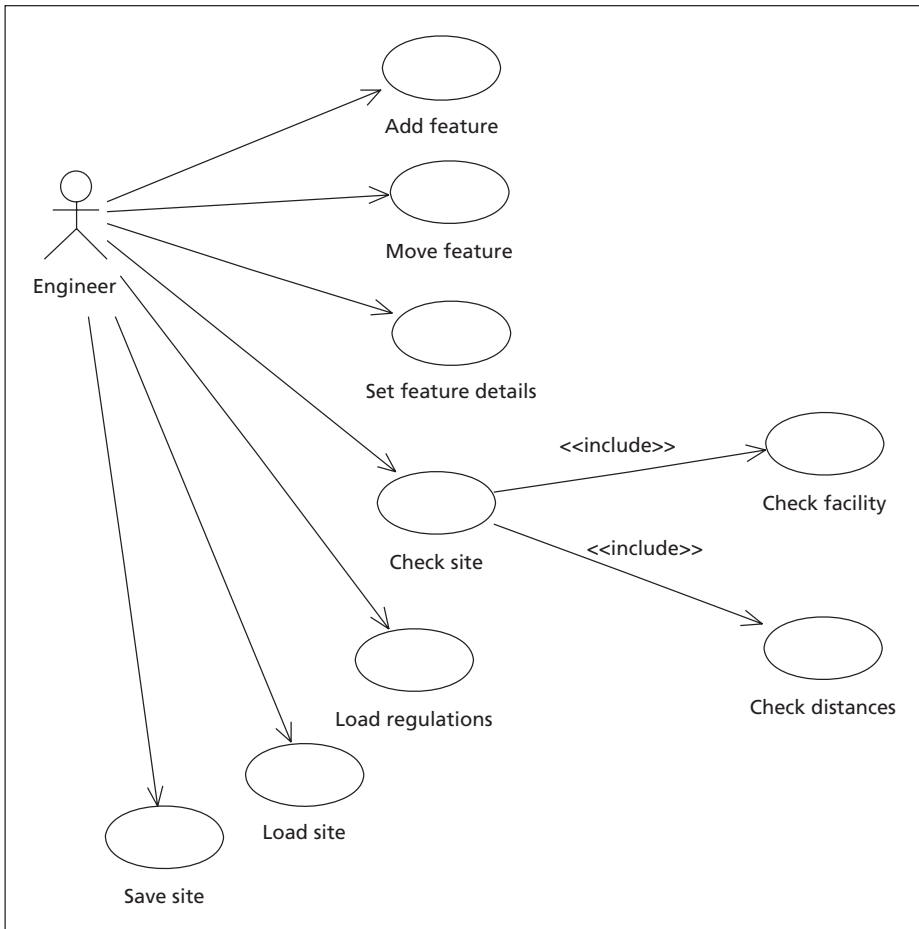 Add feature
Move feature
Engineer
Set feature details
<<include>>
Check facility
<<include>>
Check site
Check distances
Load regulations
Load site
Save site